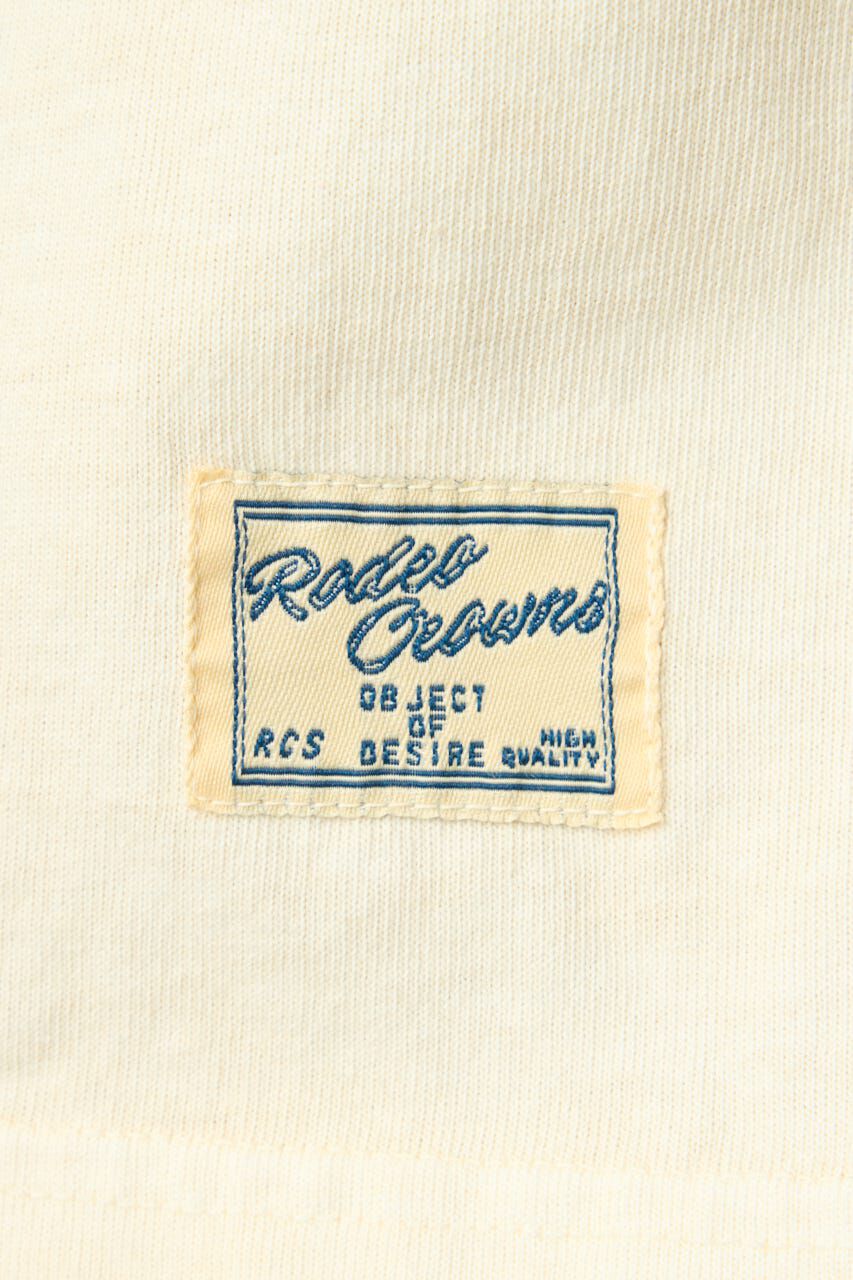 Rodeo
Crowns
OBJECT
OF
RCS DESIRE HIGH
QUALITY